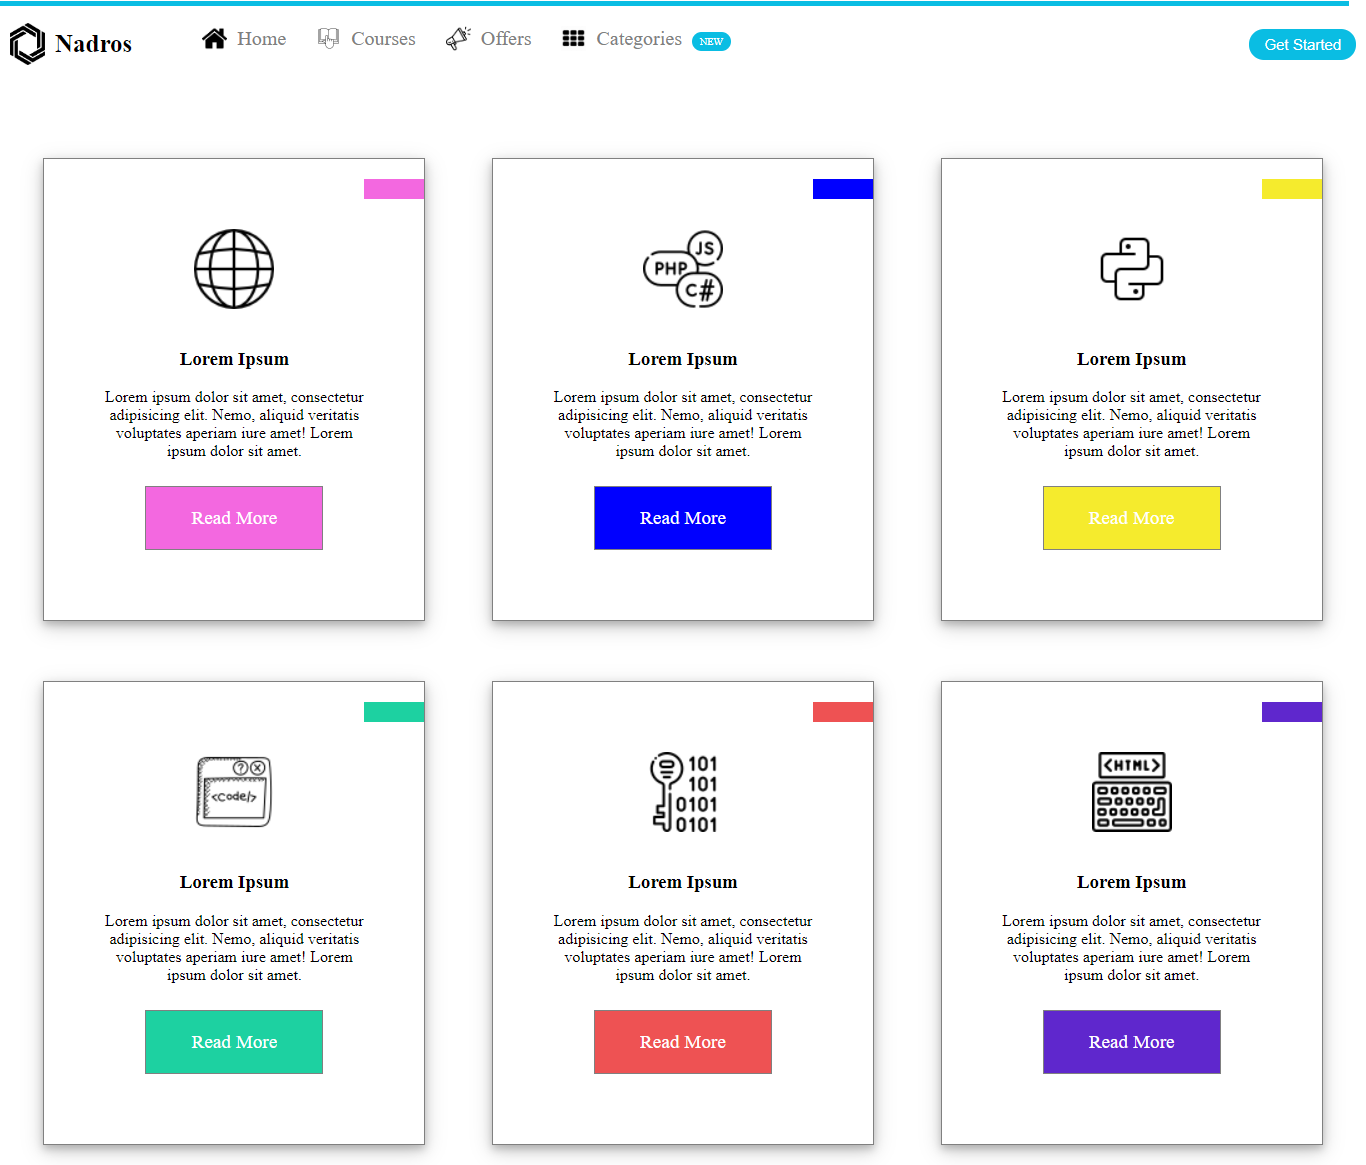 Nadros Home Courses Offers Categories NEW Get Started
JS
PHP
C#
Lorem Ipsum
Lorem ipsum dolor sit amet, consectetur
adipisicing elit. Nemo, aliquid veritatis
voluptates aperiam iure amet! Lorem
ipsum dolor sit amet.
Read More
Lorem Ipsum
Lorem ipsum dolor sit amet, consectetur
adipisicing elit. Nemo, aliquid veritatis
voluptates aperiam iure amet! Lorem
ipsum dolor sit amet.
Read More
Lorem Ipsum
Lorem ipsum dolor sit amet, consectetur
adipisicing elit. Nemo, aliquid veritatis
voluptates aperiam iure amet! Lorem
ipsum dolor sit amet.
Read More
? X
<Code/>
Lorem Ipsum
Lorem ipsum dolor sit amet, consectetur
adipisicing elit. Nemo, aliquid veritatis
voluptates aperiam iure amet! Lorem
ipsum dolor sit amet.
Read More
101
101
0101
0101
Lorem Ipsum
Lorem ipsum dolor sit amet, consectetur
adipisicing elit. Nemo, aliquid veritatis
voluptates aperiam iure amet! Lorem
ipsum dolor sit amet.
Read More
<HTML>
Lorem Ipsum
Lorem ipsum dolor sit amet, consectetur
adipisicing elit. Nemo, aliquid veritatis
voluptates aperiam iure amet! Lorem
ipsum dolor sit amet.
Read More